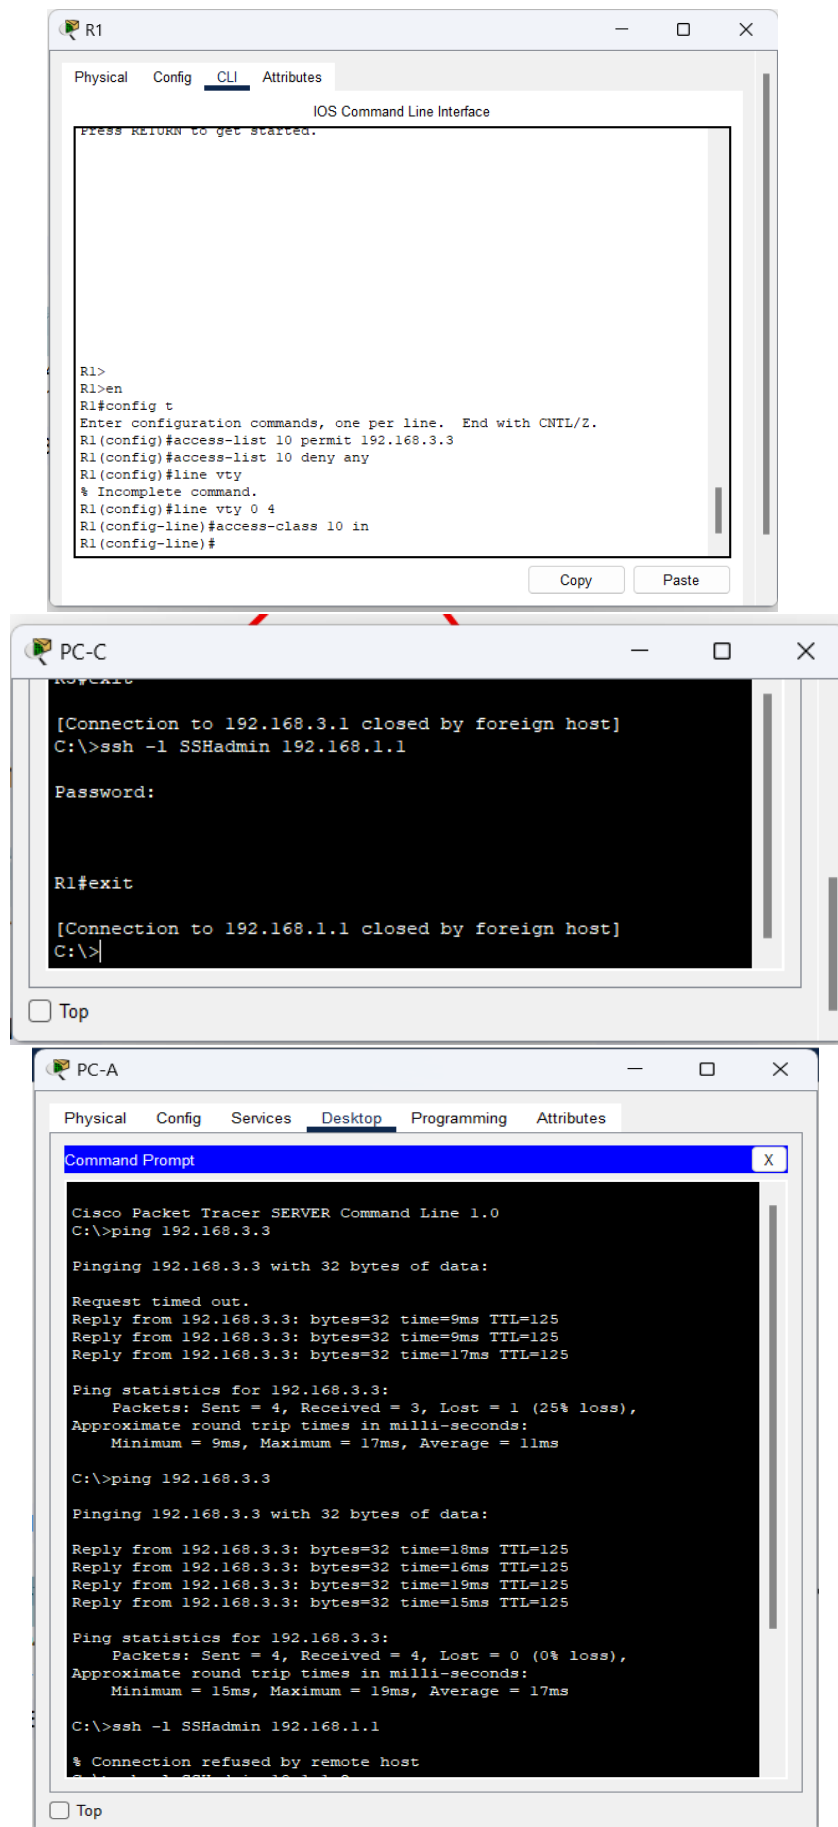 R1
Physical Config CLI Attributes
IOS Command Line Interface
Press RETURN to get started.
R1>
R1>en
R1#config t
Enter configuration commands, one per line.  End with CNTL/Z.
R1(config)#access-list 10 permit 192.168.3.3
R1(config)#access-list 10 deny any
R1(config)#line vty
% Incomplete command.
R1(config)#line vty 0 4
R1(config-line)#access-class 10 in
R1(config-line)#
Copy Paste
PC-C
R3#exit
[Connection to 192.168.3.1 closed by foreign host]
C:\>ssh -l SSHadmin 192.168.1.1
Password:
R1#exit
[Connection to 192.168.1.1 closed by foreign host]
C:\>
Top
PC-A
Physical Config Services Desktop Programming Attributes
Command Prompt X
Cisco Packet Tracer SERVER Command Line 1.0
C:\>ping 192.168.3.3
Pinging 192.168.3.3 with 32 bytes of data:
Request timed out.
Reply from 192.168.3.3: bytes=32 time=9ms TTL=125
Reply from 192.168.3.3: bytes=32 time=9ms TTL=125
Reply from 192.168.3.3: bytes=32 time=17ms TTL=125
Ping statistics for 192.168.3.3:
Packets: Sent = 4, Received = 3, Lost = 1 (25% loss),
Approximate round trip times in milli-seconds:
Minimum = 9ms, Maximum = 17ms, Average = 11ms
C:\>ping 192.168.3.3
Pinging 192.168.3.3 with 32 bytes of data:
Reply from 192.168.3.3: bytes=32 time=18ms TTL=125
Reply from 192.168.3.3: bytes=32 time=16ms TTL=125
Reply from 192.168.3.3: bytes=32 time=19ms TTL=125
Reply from 192.168.3.3: bytes=32 time=15ms TTL=125
Ping statistics for 192.168.3.3:
Packets: Sent = 4, Received = 4, Lost = 0 (0% loss),
Approximate round trip times in milli-seconds:
Minimum = 15ms, Maximum = 19ms, Average = 17ms
C:\>ssh -l SSHadmin 192.168.1.1
% Connection refused by remote host
Top